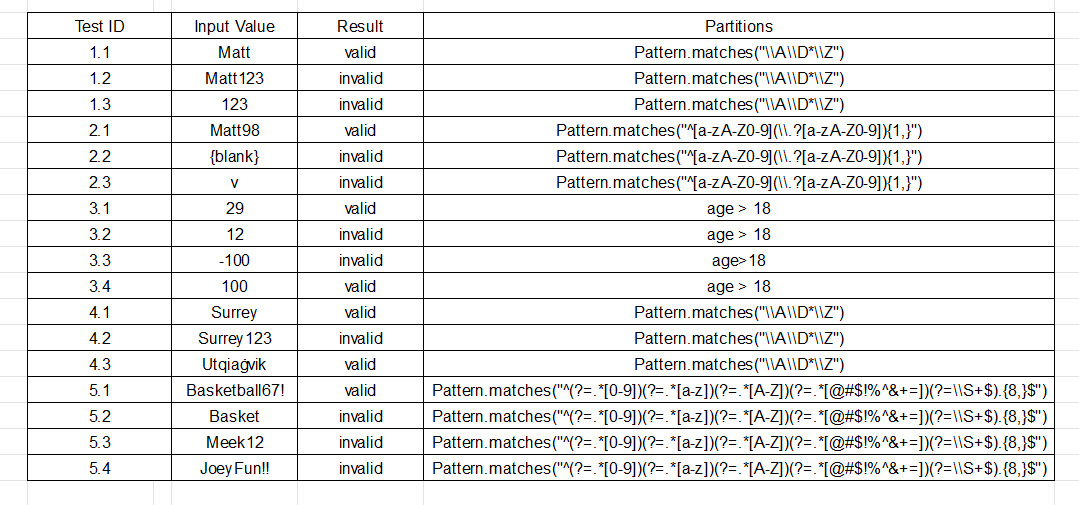 Test ID Input Value Result Partitions
1.1 Matt valid Pattern.matches("\\A\\D*\\Z")
1.2 Matt123 invalid Pattern.matches("\\A\\D*\\Z")
1.3 123 invalid Pattern.matches("\\A\\D*\\Z")
2.1 Matt98 valid Pattern.matches("^[a-zA-Z0-9](\\.?[a-zA-Z0-9]){1,}")
2.2 {blank} invalid Pattern.matches("^[a-zA-Z0-9](\\.?[a-zA-Z0-9]){1,}")
2.3 v invalid Pattern.matches("^[a-zA-Z0-9](\\.?[a-zA-Z0-9]){1,}")
3.1 29 valid age > 18
3.2 12 invalid age > 18
3.3 -100 invalid age>18
3.4 100 valid age > 18
4.1 Surrey valid Pattern.matches("\\A\\D*\\Z")
4.2 Surrey123 invalid Pattern.matches("\\A\\D*\\Z")
4.3 Utqiaġvik valid Pattern.matches("\\A\\D*\\Z")
5.1 Basketball67! valid Pattern.matches("^(?=.*[0-9])(?=.*[a-z])(?=.*[A-Z])(?=.*[@#$!%^&+=])(?=\\S+$).{8,}$")
5.2 Basket invalid Pattern.matches("^(?=.*[0-9])(?=.*[a-z])(?=.*[A-Z])(?=.*[@#$!%^&+=])(?=\\S+$).{8,}$")
5.3 Meek12 invalid Pattern.matches("^(?=.*[0-9])(?=.*[a-z])(?=.*[A-Z])(?=.*[@#$!%^&+=])(?=\\S+$).{8,}$")
5.4 JoeyFun!! invalid Pattern.matches("^(?=.*[0-9])(?=.*[a-z])(?=.*[A-Z])(?=.*[@#$!%^&+=])(?=\\S+$).{8,}$")